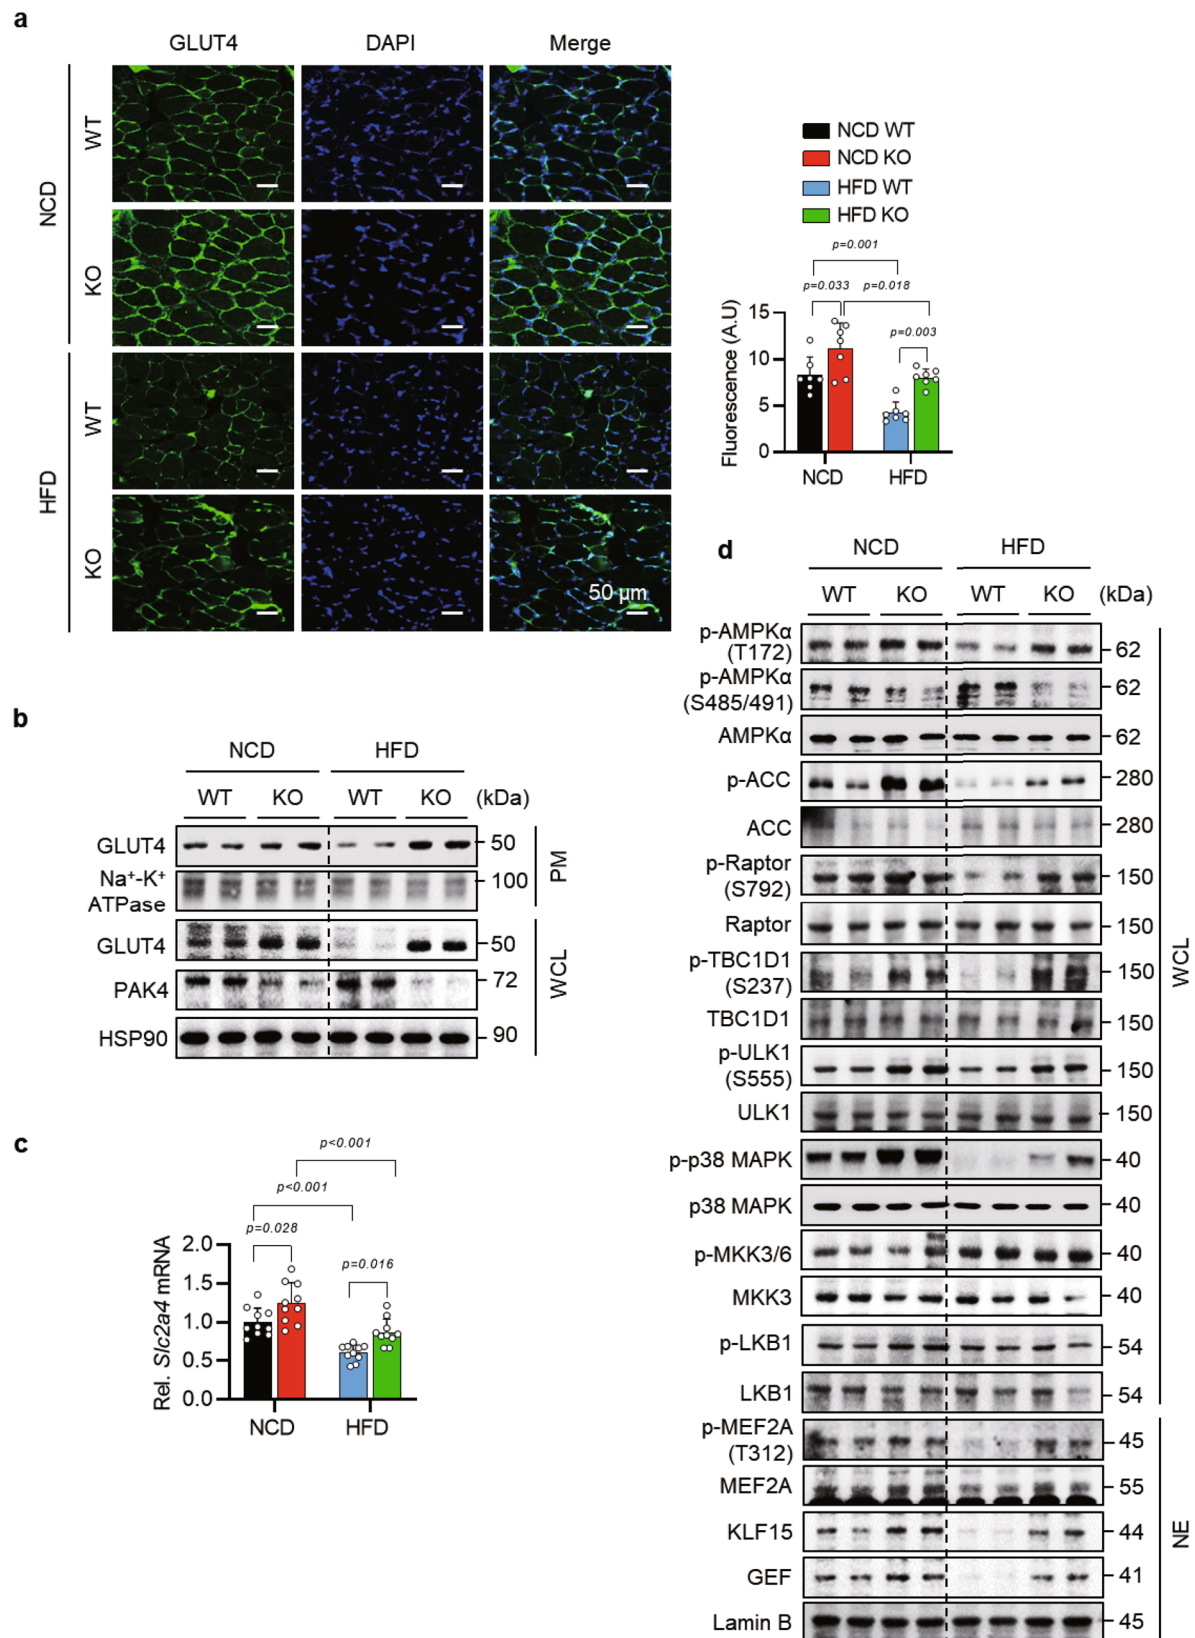 a
GLUT4 DAPI Merge
NCD
WT
KO
HFD
WT
KO
50 µm
NCD WT
NCD KO
HFD WT
HFD KO
p=0.001
p=0.033 p=0.018
p=0.003
Fluorescence (A.U)
15
10
5
0
NCD HFD
b
NCD HFD
WT KO WT KO (kDa)
GLUT4 50
Na⁺-K⁺
ATPase 100
PM
GLUT4 50
PAK4 72
HSP90 90
WCL
c
p<0.001
p<0.001
p=0.028
p=0.016
Rel. Slc2a4 mRNA
2.0
1.5
1.0
0.5
0.0
NCD HFD
d
NCD HFD
WT KO WT KO (kDa)
p-AMPKα
(T172) 62
p-AMPKα
(S485/491) 62
AMPKα 62
p-ACC 280
ACC 280
p-Raptor
(S792) 150
Raptor 150
p-TBC1D1
(S237) 150
TBC1D1 150
p-ULK1
(S555) 150
ULK1 150
p-p38 MAPK 40
p38 MAPK 40
p-MKK3/6 40
MKK3 40
p-LKB1 54
LKB1 54
WCL
p-MEF2A
(T312) 45
MEF2A 55
KLF15 44
GEF 41
Lamin B 45
NE